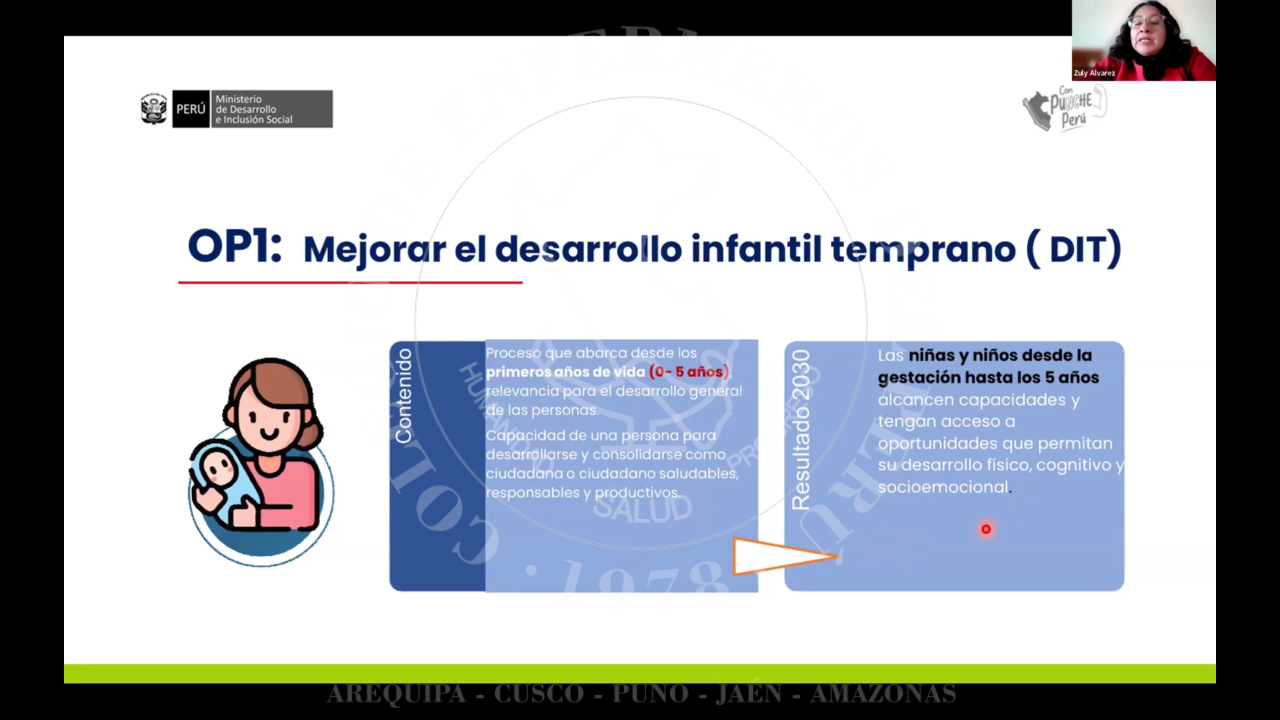 Zuly Alvarez
PERÚ
Ministerio
de Desarrollo
e Inclusión Social
Con
PUNCHE
Perú
OP1: Mejorar el desarrollo infantil temprano ( DIT)
Contenido
Proceso que abarca desde los
primeros años de vida (0- 5 años),
relevancia para el desarrollo general
de las personas.
Capacidad de una persona para
desarrollarse y consolidarse como
ciudadana o ciudadano saludables,
responsables y productivos.
Resultado 2030
Las niñas y niños desde la
gestación hasta los 5 años
alcancen capacidades y
tengan acceso a
oportunidades que permitan
su desarrollo físico, cognitivo y
socioemocional.
HUMANIDAD
SALUD
PROGRESO
· 1978 ·
AREQUIPA - CUSCO - PUNO - JAÉN - AMAZONAS